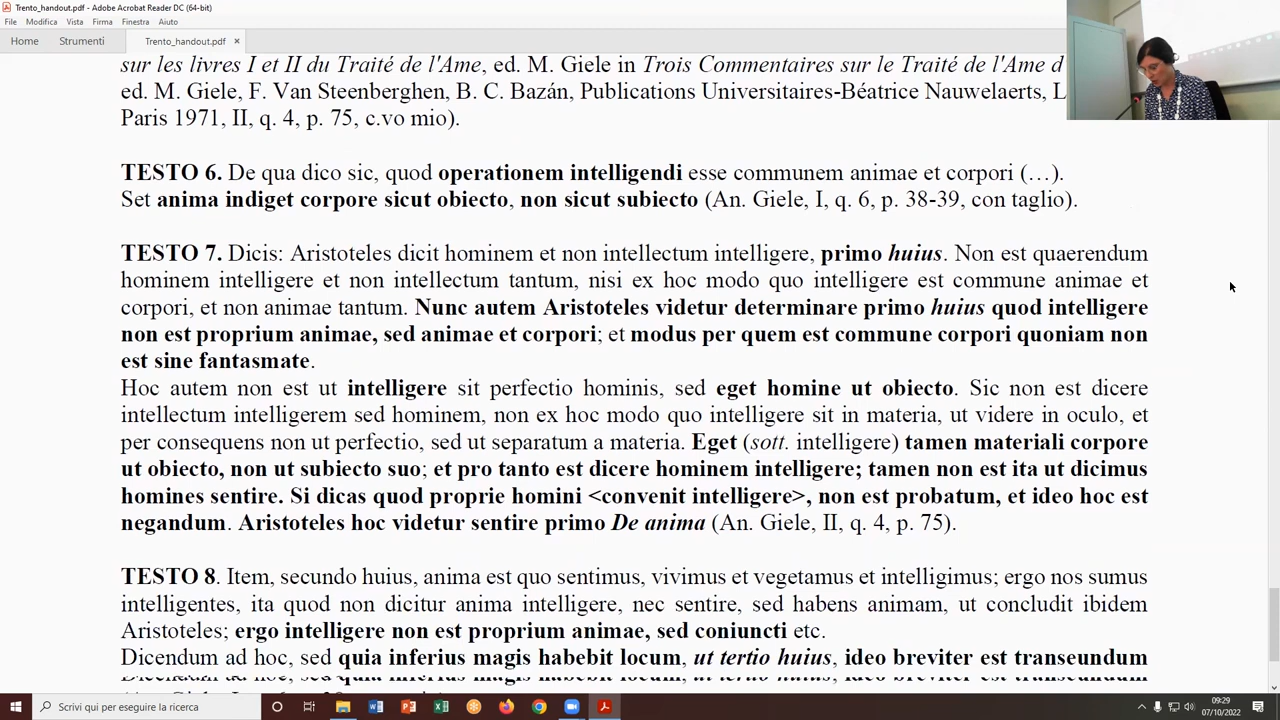 Trento_handout.pdf - Adobe Acrobat Reader DC (64-bit)
File Modifica Vista Firma Finestra Aiuto
Home Strumenti Trento_handout.pdf ×
sur les livres I et II du Traité de l'Ame, ed. M. Giele in Trois Commentaires sur le Traité de l'Ame d
ed. M. Giele, F. Van Steenberghen, B. C. Bazán, Publications Universitaires-Béatrice Nauwelaerts, L
Paris 1971, II, q. 4, p. 75, c.vo mio).
TESTO 6. De qua dico sic, quod operationem intelligendi esse communem animae et corpori (…).
Set anima indiget corpore sicut obiecto, non sicut subiecto (An. Giele, I, q. 6, p. 38-39, con taglio).
TESTO 7. Dicis: Aristoteles dicit hominem et non intellectum intelligere, primo huius. Non est quaerendum
hominem intelligere et non intellectum tantum, nisi ex hoc modo quo intelligere est commune animae et
corpori, et non animae tantum. Nunc autem Aristoteles videtur determinare primo huius quod intelligere
non est proprium animae, sed animae et corpori; et modus per quem est commune corpori quoniam non
est sine fantasmate.
Hoc autem non est ut intelligere sit perfectio hominis, sed eget homine ut obiecto. Sic non est dicere
intellectum intelligerem sed hominem, non ex hoc modo quo intelligere sit in materia, ut videre in oculo, et
per consequens non ut perfectio, sed ut separatum a materia. Eget (sott. intelligere) tamen materiali corpore
ut obiecto, non ut subiecto suo; et pro tanto est dicere hominem intelligere; tamen non est ita ut dicimus
homines sentire. Si dicas quod proprie homini <convenit intelligere>, non est probatum, et ideo hoc est
negandum. Aristoteles hoc videtur sentire primo De anima (An. Giele, II, q. 4, p. 75).
TESTO 8. Item, secundo huius, anima est quo sentimus, vivimus et vegetamus et intelligimus; ergo nos sumus
intelligentes, ita quod non dicitur anima intelligere, nec sentire, sed habens animam, ut concludit ibidem
Aristoteles; ergo intelligere non est proprium animae, sed coniuncti etc.
Dicendum ad hoc, sed quia inferius magis habebit locum, ut tertio huius, ideo breviter est transeundum
Scrivi qui per eseguire la ricerca
09:29
07/10/2022